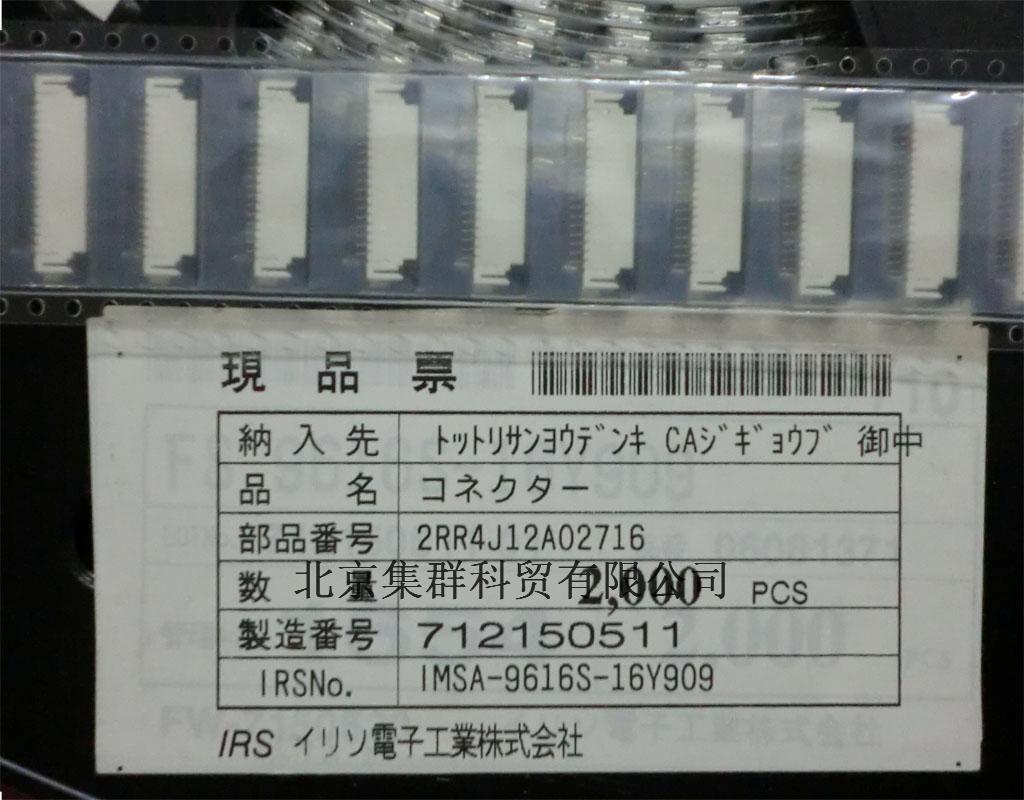 現 品 票
納 入 先 ﾄｯﾄﾘｻﾝﾖｳﾃﾞﾝｷ CAｼﾞｷﾞｮｳﾌﾞ 御中
品 名 コネクター
部品番号 2RR4J12A02716
数 量 2,000 PCS
北京集群科贸有限公司
製造番号 712150511
IRSNo. IMSA-9616S-16Y909
IRS イリソ電子工業株式会社